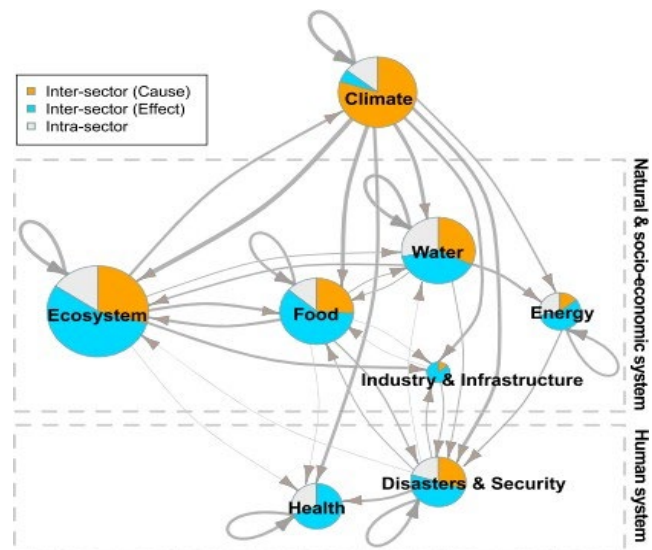 Inter-sector (Cause)
Inter-sector (Effect)
Intra-sector
Climate
Natural & socio-economic system
Water
Ecosystem
Food
Energy
Industry & Infrastructure
Human system
Disasters & Security
Health